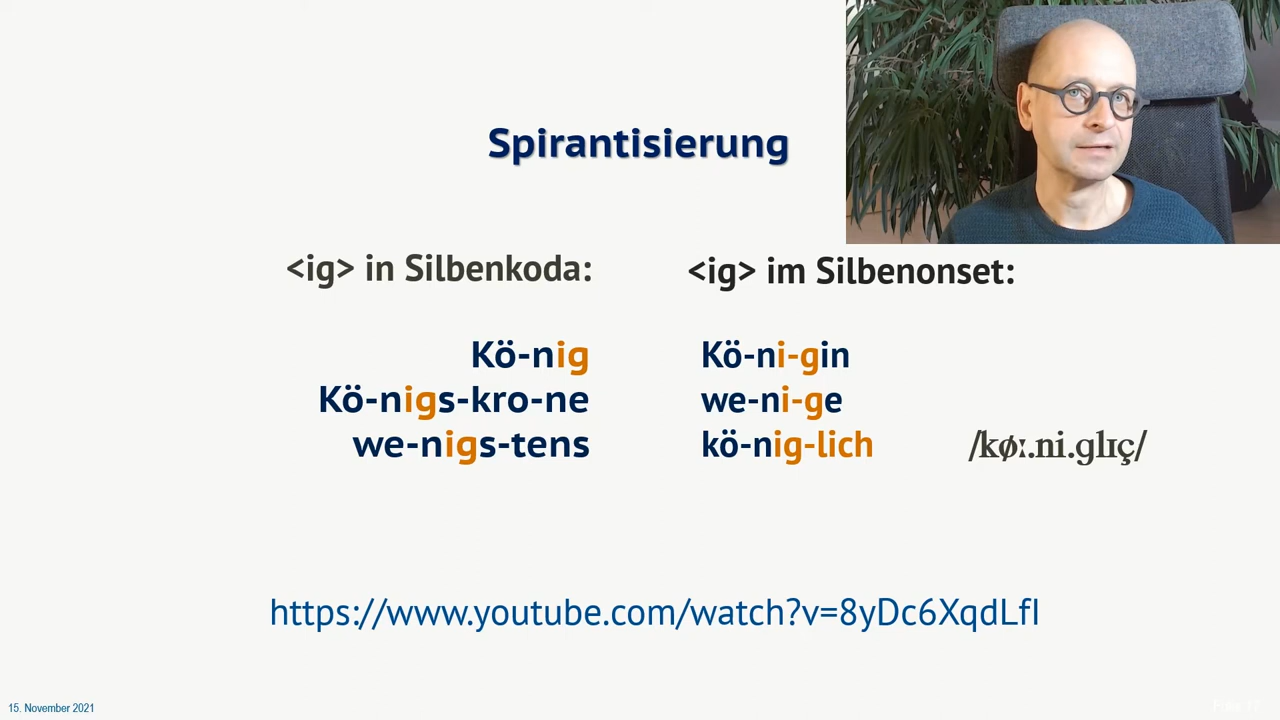 Spirantisierung
<ig> in Silbenkoda:
<ig> im Silbenonset:
Kö-nig
Kö-ni-gin
Kö-nigs-kro-ne
we-ni-ge
we-nigs-tens
kö-nig-lich
/køː.ni.glɪç/
https://www.youtube.com/watch?v=8yDc6XqdLfI
15. November 2021